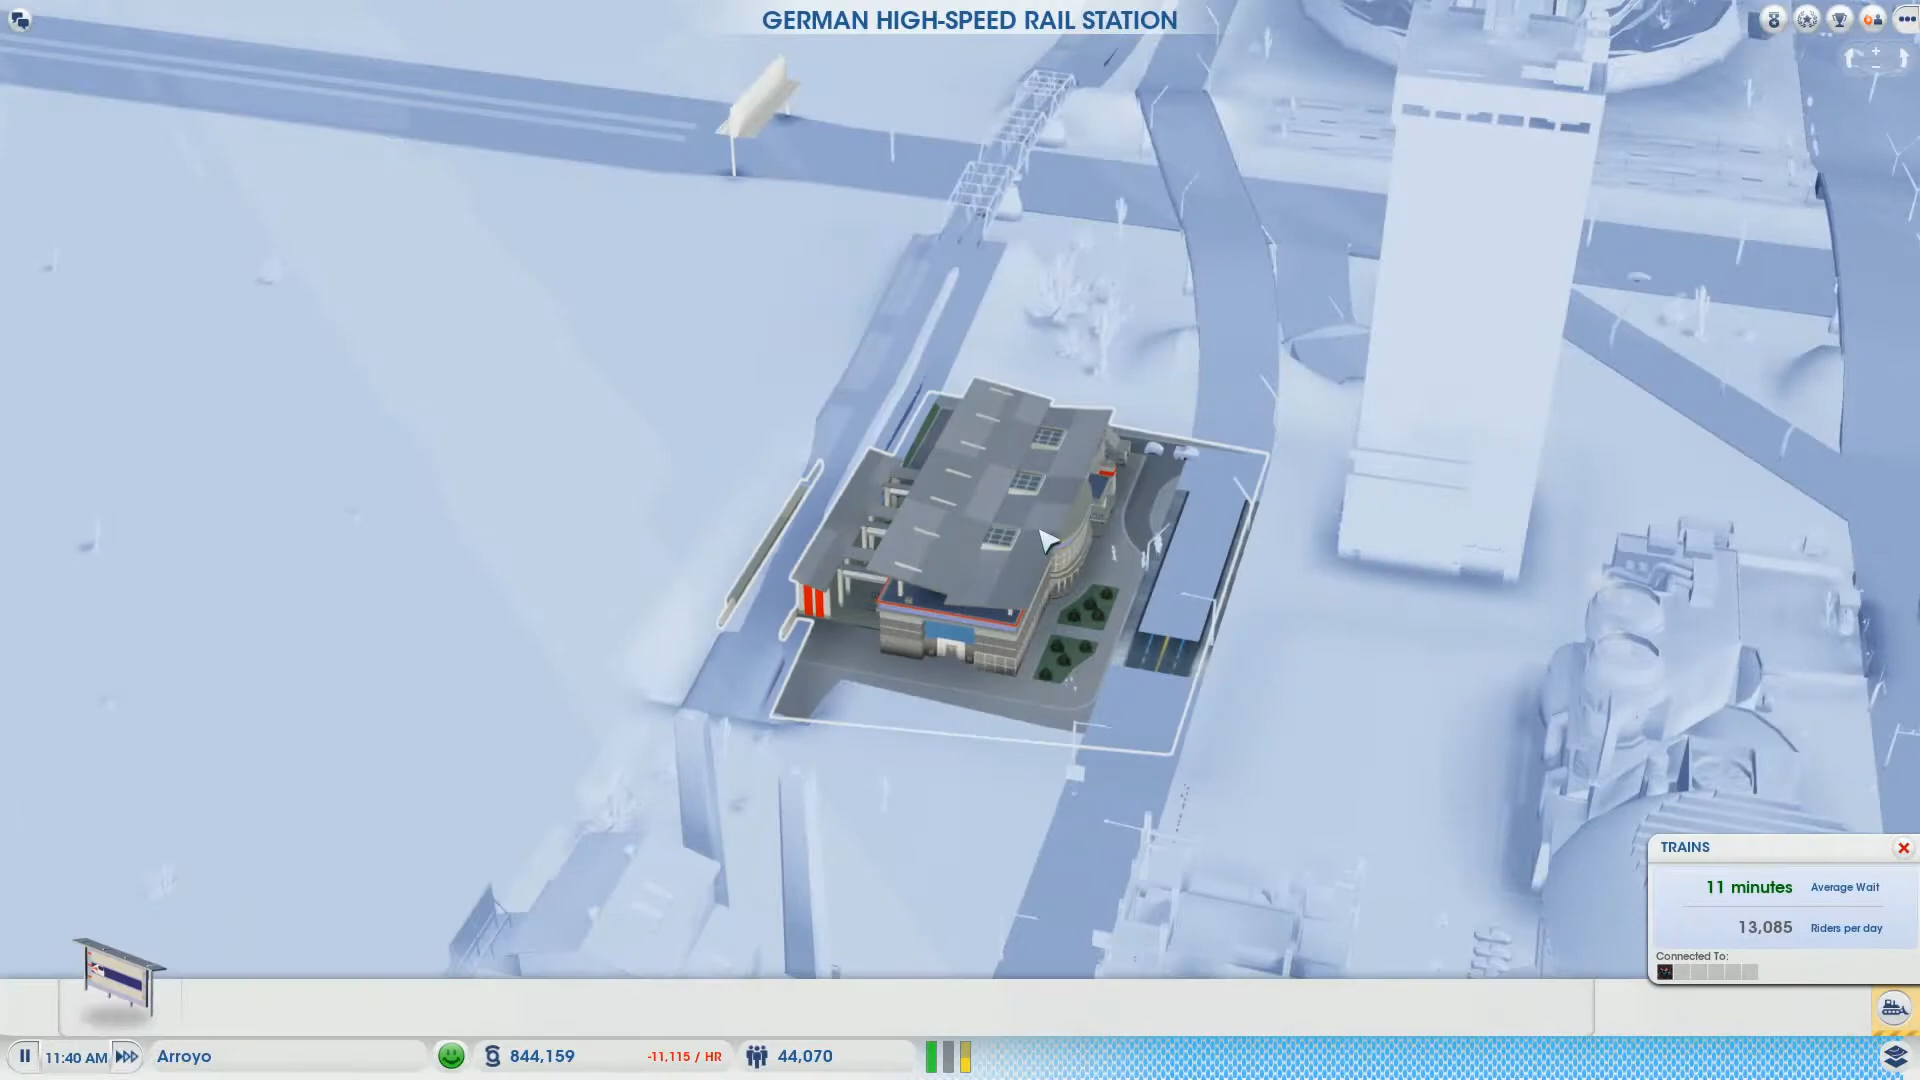 GERMAN HIGH-SPEED RAIL STATION
TRAINS
11 minutes Average Wait
13,085 Riders per day
Connected To:
11:40 AM Arroyo 844,159 -11,115 / HR 44,070